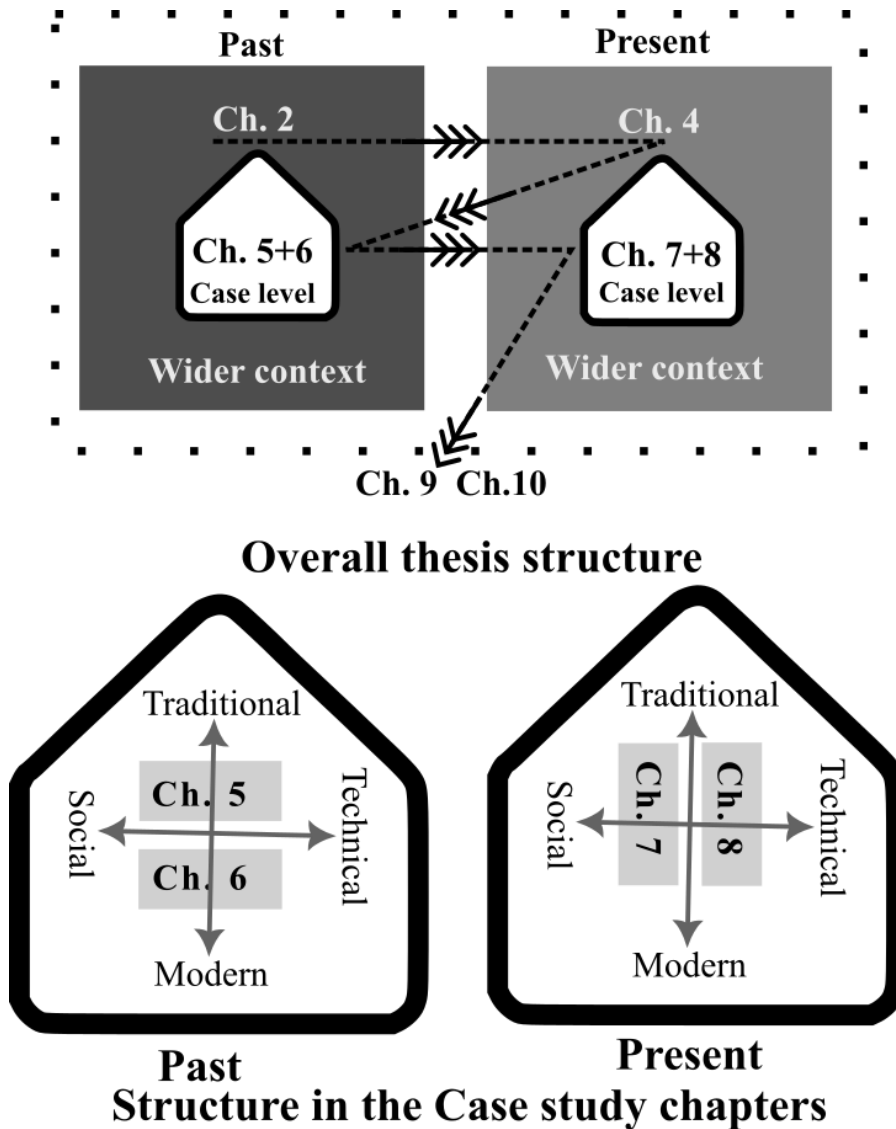 Past
Present
Ch. 2
Ch. 4
Ch. 5+6
Case level
Ch. 7+8
Case level
Wider context
Wider context
Ch. 9 Ch.10
Overall thesis structure
Traditional
Social
Ch. 5
Ch. 6
Technical
Modern
Past
Traditional
Social
Ch. 7
Ch. 8
Technical
Modern
Present
Structure in the Case study chapters